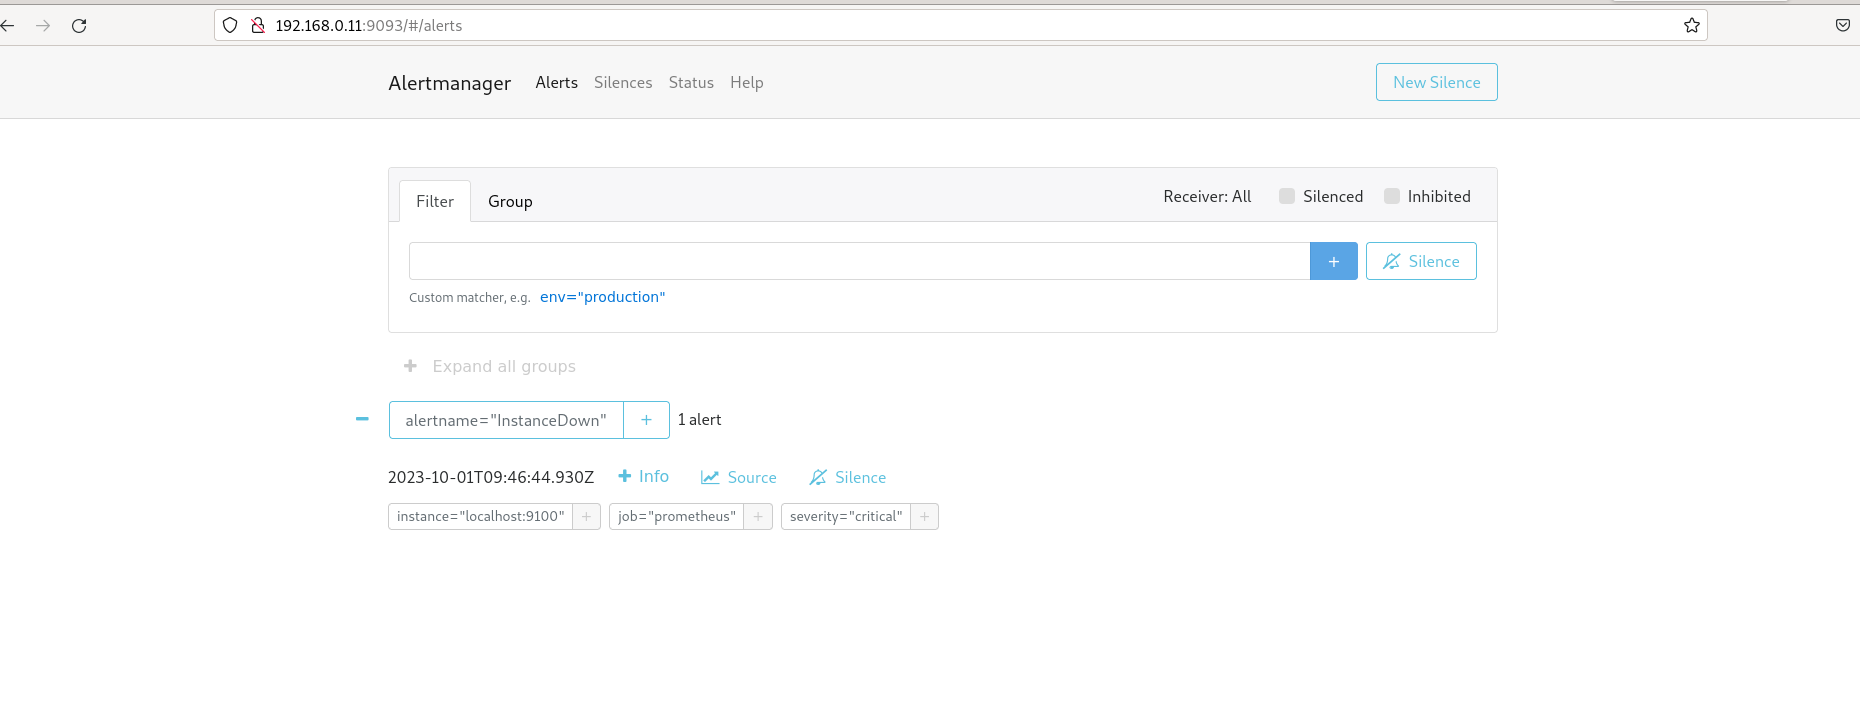 192.168.0.11:9093/#/alerts
Alertmanager Alerts Silences Status Help New Silence
Filter Group Receiver: All Silenced Inhibited
+ Silence
Custom matcher, e.g. env="production"
+ Expand all groups
- alertname="InstanceDown" + 1 alert
2023-10-01T09:46:44.930Z + Info Source Silence
instance="localhost:9100" + job="prometheus" + severity="critical" +